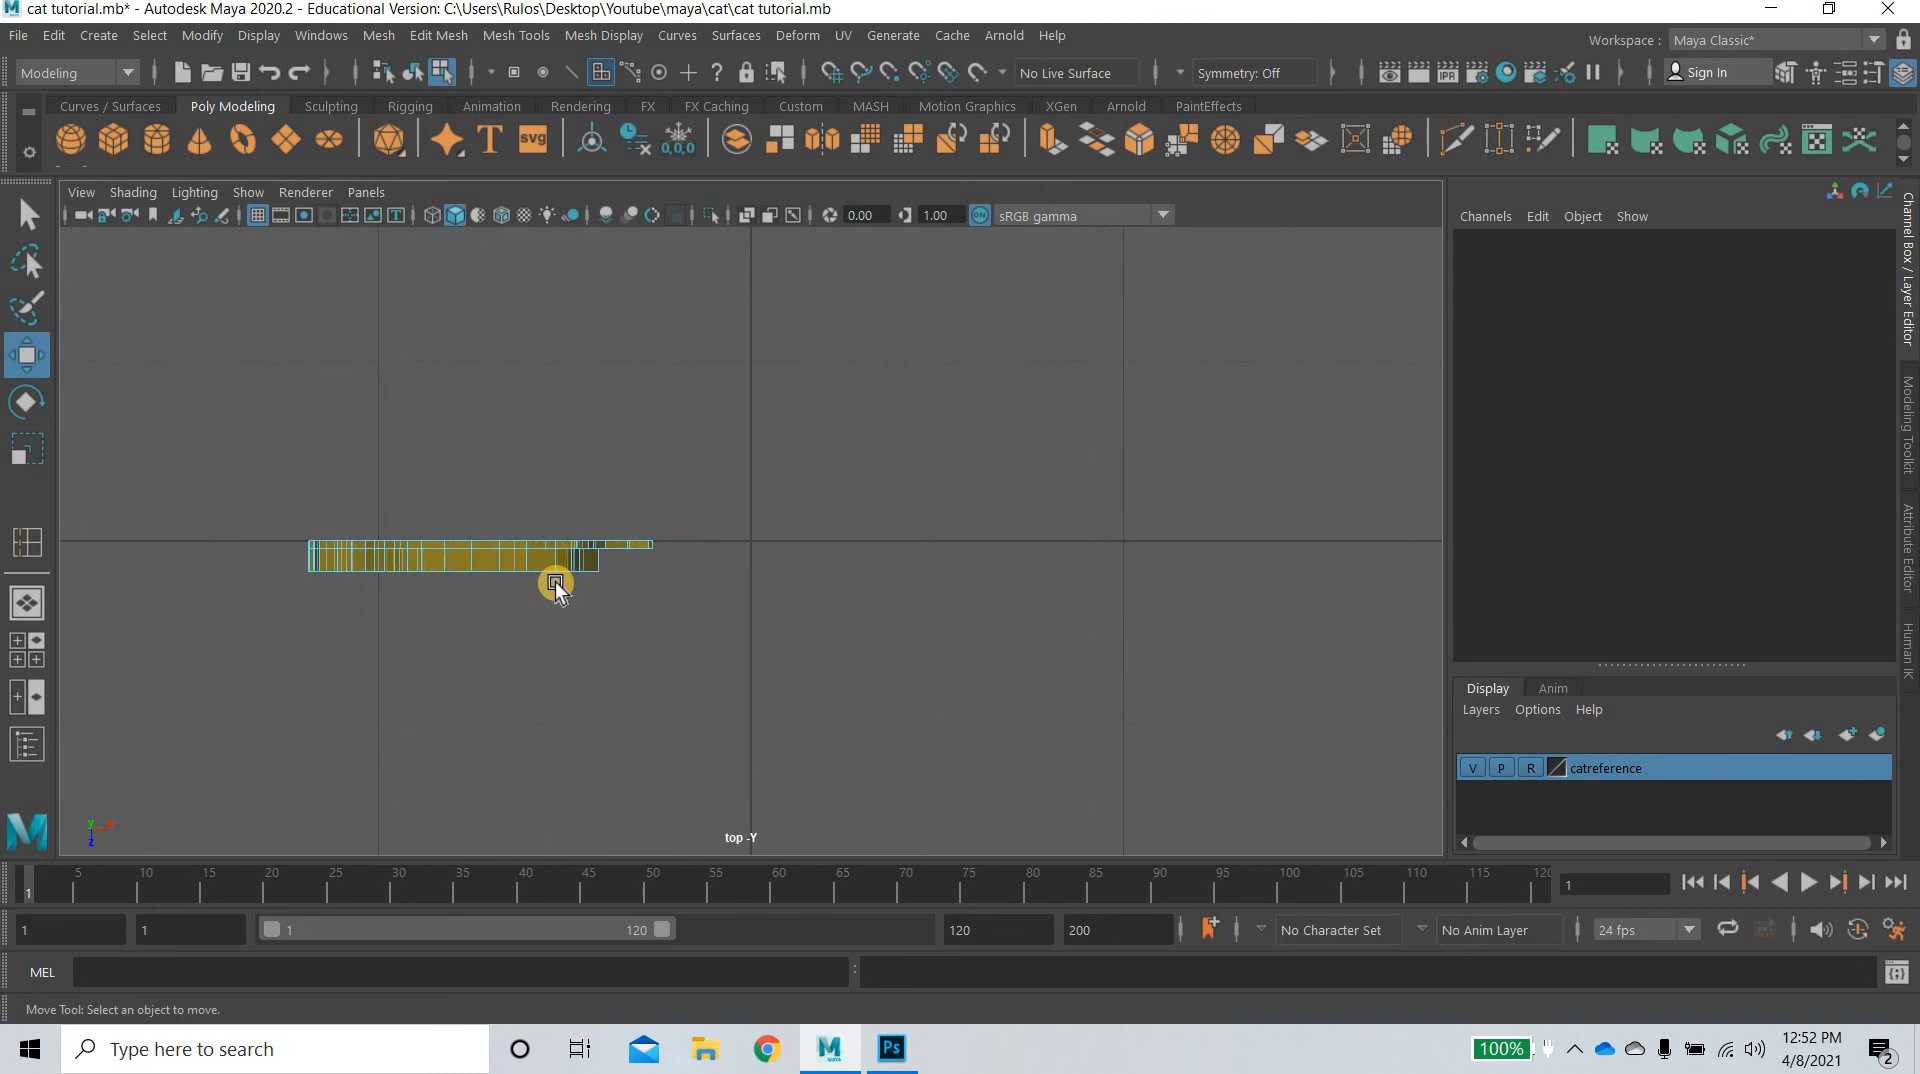 cat tutorial.mb* - Autodesk Maya 2020.2 - Educational Version: C:\Users\Rulos\Desktop\Youtube\maya\cat\cat tutorial.mb
File Edit Create Select Modify Display Windows Mesh Edit Mesh Mesh Tools Mesh Display Curves Surfaces Deform UV Generate Cache Arnold Help
Workspace : Maya Classic*
Modeling No Live Surface Symmetry: Off IPR Sign In
Curves / Surfaces Poly Modeling Sculpting Rigging Animation Rendering FX FX Caching Custom MASH Motion Graphics XGen Arnold PaintEffects
T svg 0,0,0
View Shading Lighting Show Renderer Panels
0.00 1.00 ON sRGB gamma
Channels Edit Object Show
Channel Box / Layer Editor
Modeling Toolkit
Attribute Editor
Human IK
Display Anim
Layers Options Help
V P R catreference
y x z
top -Y
1 5 10 15 20 25 30 35 40 45 50 55 60 65 70 75 80 85 90 95 100 105 110 115 120 1
1 1 1 120 120 200 No Character Set No Anim Layer 24 fps
MEL :
Move Tool: Select an object to move.
Type here to search Ps 100% 12:52 PM
4/8/2021 2